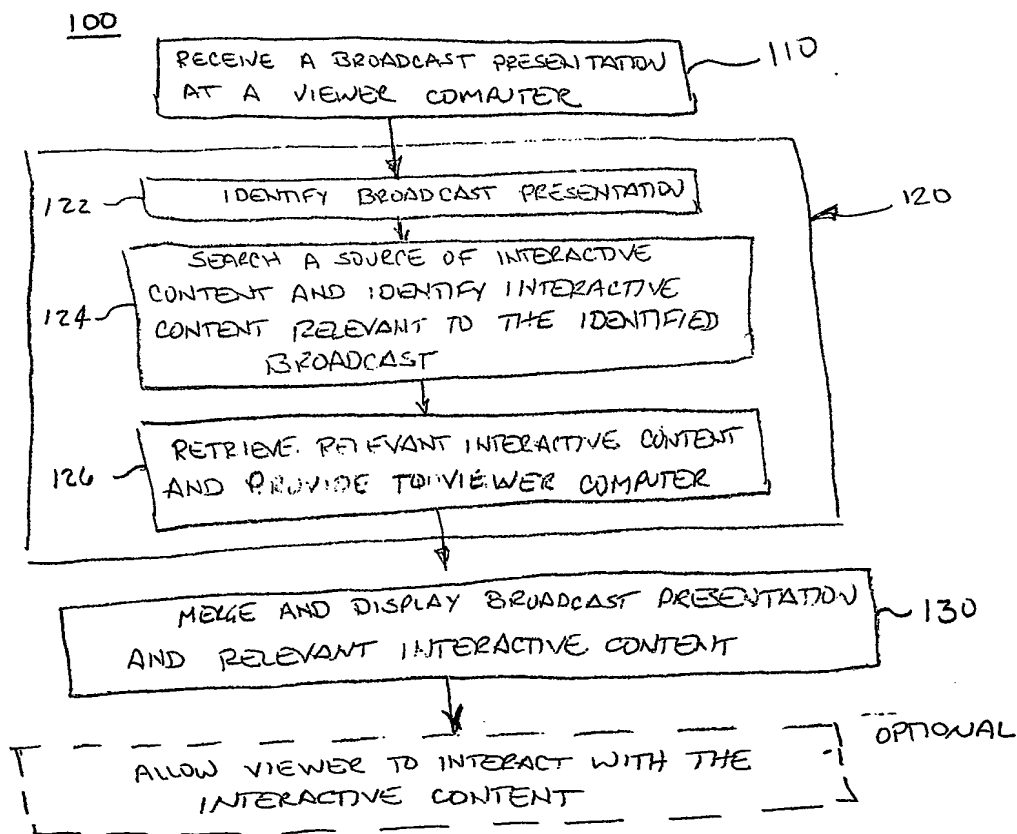 100
RECEIVE A BROADCAST PRESENTATION
AT A VIEWER COMPUTER
110
122
IDENTIFY BROADCAST PRESENTATION
120
SEARCH A SOURCE OF INTERACTIVE
CONTENT AND IDENTIFY INTERACTIVE
124
CONTENT RELEVANT TO THE IDENTIFIED
BROADCAST
RETRIEVE RELEVANT INTERACTIVE CONTENT
126
AND PROVIDE TO VIEWER COMPUTER
MERGE AND DISPLAY BROADCAST PRESENTATION
AND RELEVANT INTERACTIVE CONTENT
130
OPTIONAL
ALLOW VIEWER TO INTERACT WITH THE
INTERACTIVE CONTENT